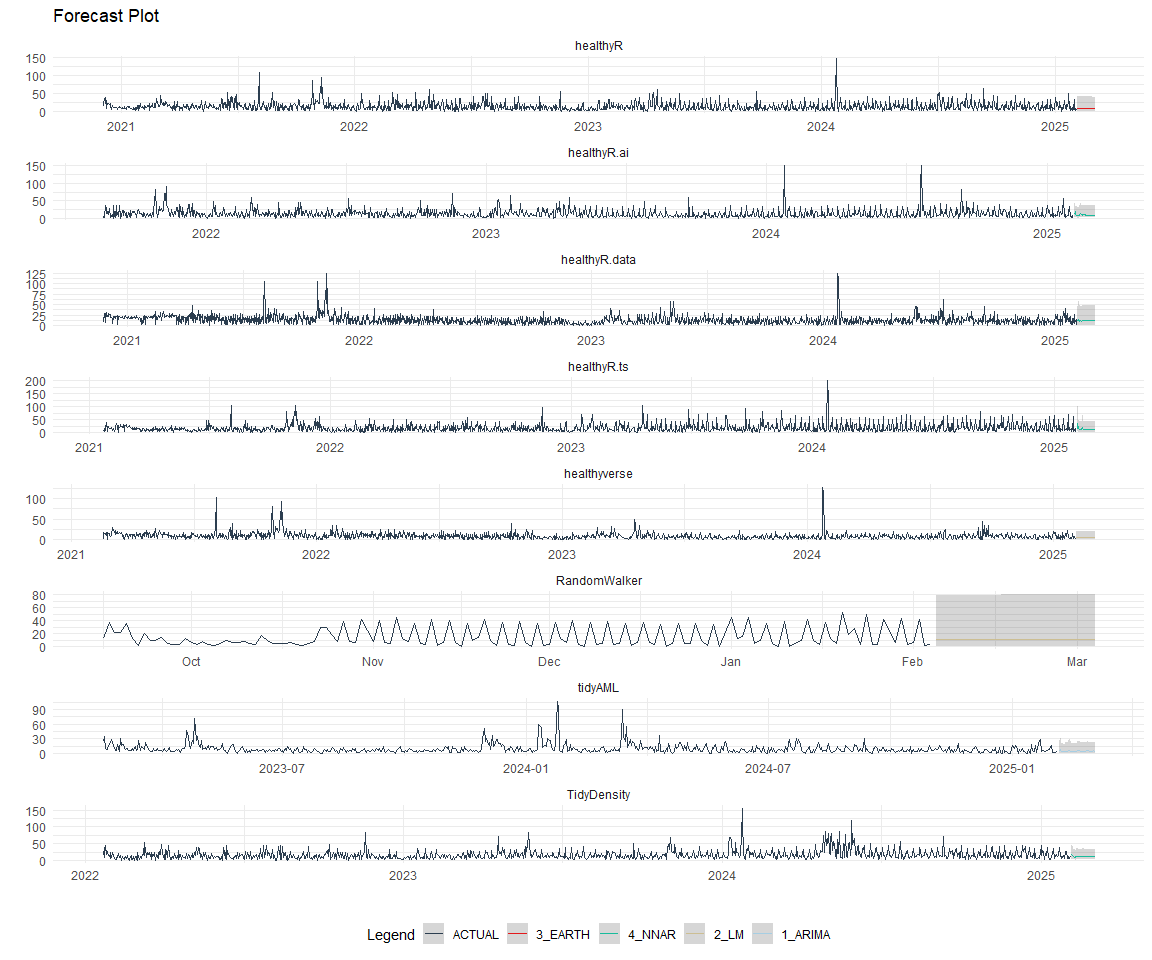 Forecast Plot
healthyR
150
100
50
0
2021 2022 2023 2024 2025
healthyR.ai
150
100
50
0
2022 2023 2024 2025
healthyR.data
125
100
75
50
25
0
2021 2022 2023 2024 2025
healthyR.ts
200
150
100
50
0
2021 2022 2023 2024 2025
healthyverse
100
50
0
2021 2022 2023 2024 2025
RandomWalker
80
60
40
20
0
Oct Nov Dec Jan Feb Mar
tidyAML
90
60
30
0
2023-07 2024-01 2024-07 2025-01
TidyDensity
150
100
50
0
2022 2023 2024 2025
Legend ACTUAL 3_EARTH 4_NNAR 2_LM 1_ARIMA